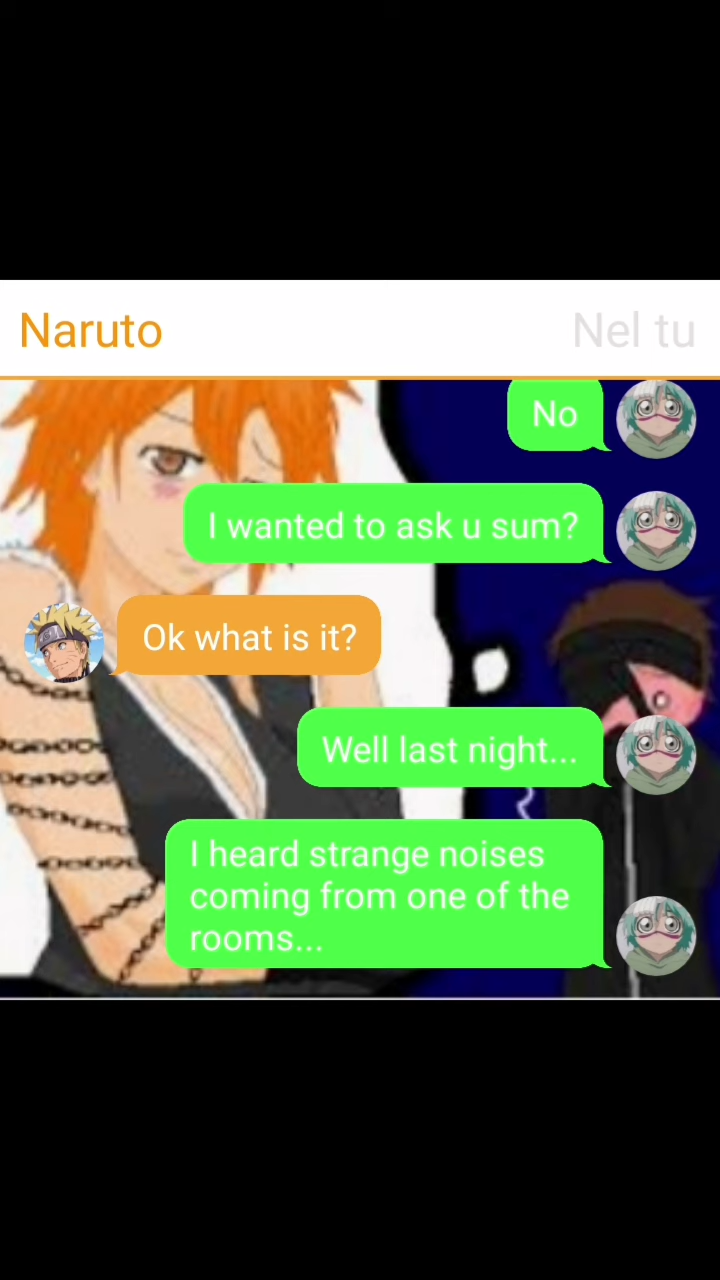 Naruto
Nel tu
No
I wanted to ask u sum?
Ok what is it?
Well last night...
I heard strange noises
coming from one of the
rooms...